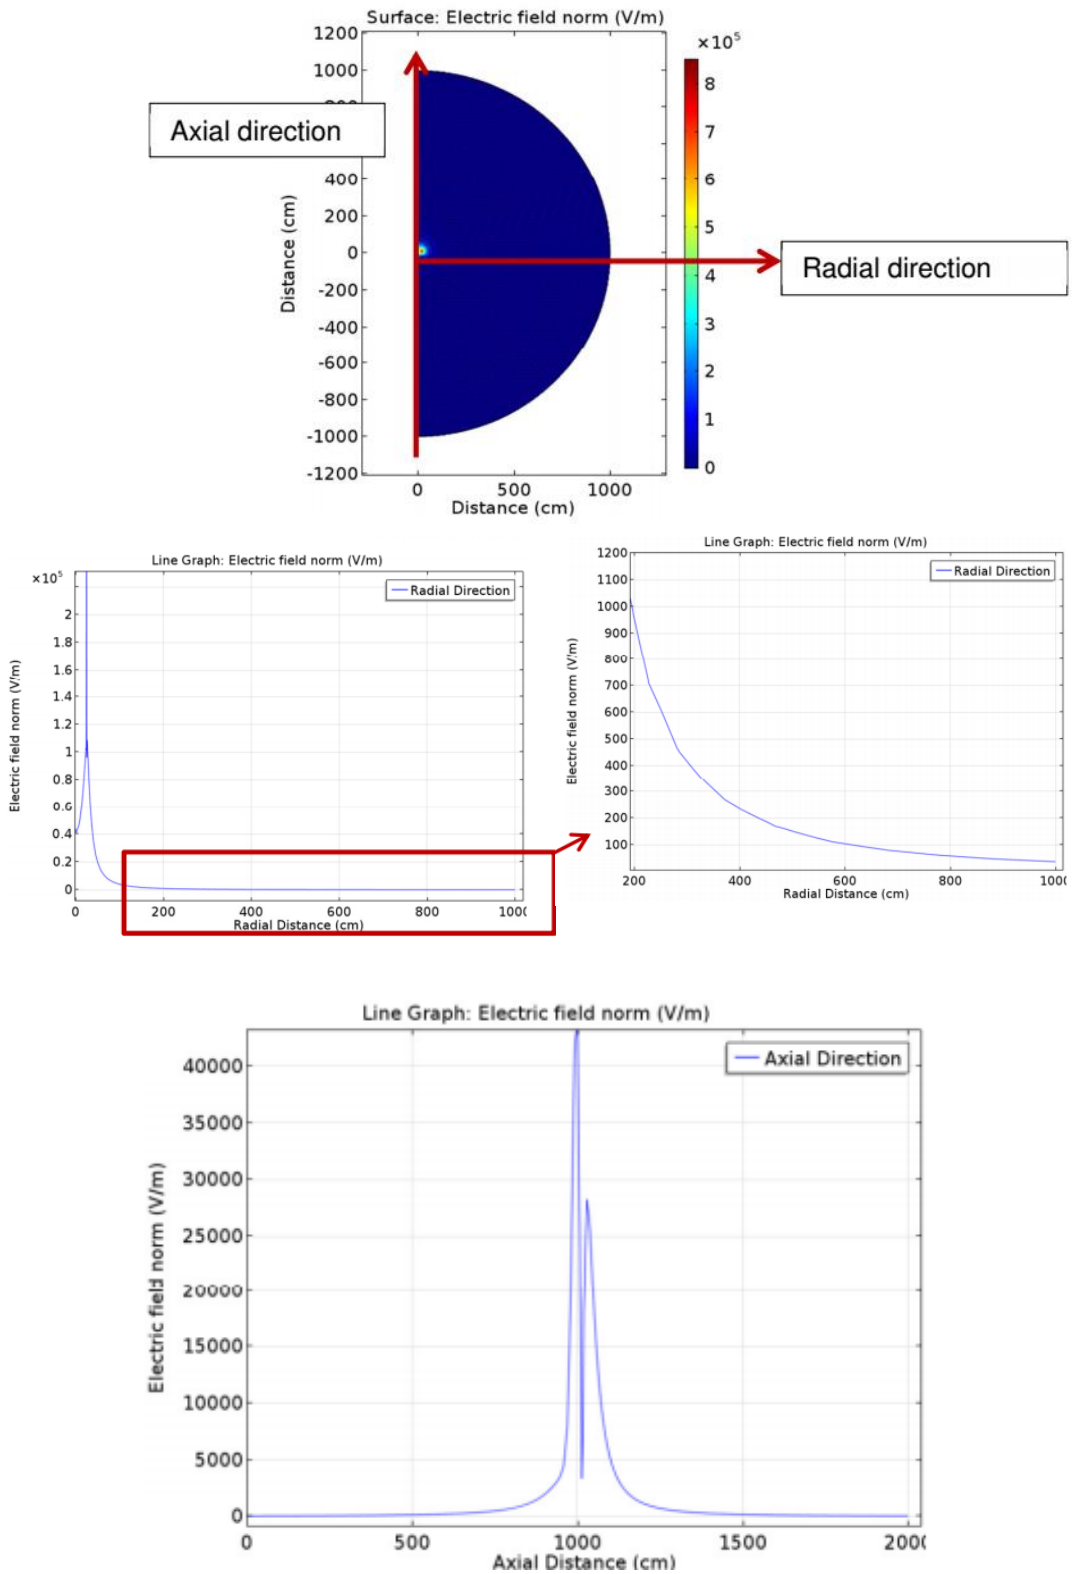 Surface: Electric field norm (V/m)
×10⁵
1200
1000
800
400
200
0
-200
-400
-600
-800
-1000
-1200
Distance (cm)
0 500 1000
Distance (cm)
8
7
6
5
4
3
2
1
0
Axial direction
Radial direction
Line Graph: Electric field norm (V/m)
×10⁵
Radial Direction
2
1.8
1.6
1.4
1.2
1
0.8
0.6
0.4
0.2
0
Electric field norm (V/m)
0 200 400 600 800 1000
Radial Distance (cm)
Line Graph: Electric field norm (V/m)
Radial Direction
1200
1100
1000
900
800
700
600
500
400
300
200
100
Electric field norm (V/m)
200 400 600 800 1000
Radial Distance (cm)
Line Graph: Electric field norm (V/m)
Axial Direction
40000
35000
30000
25000
20000
15000
10000
5000
0
Electric field norm (V/m)
0 500 1000 1500 2000
Axial Distance (cm)